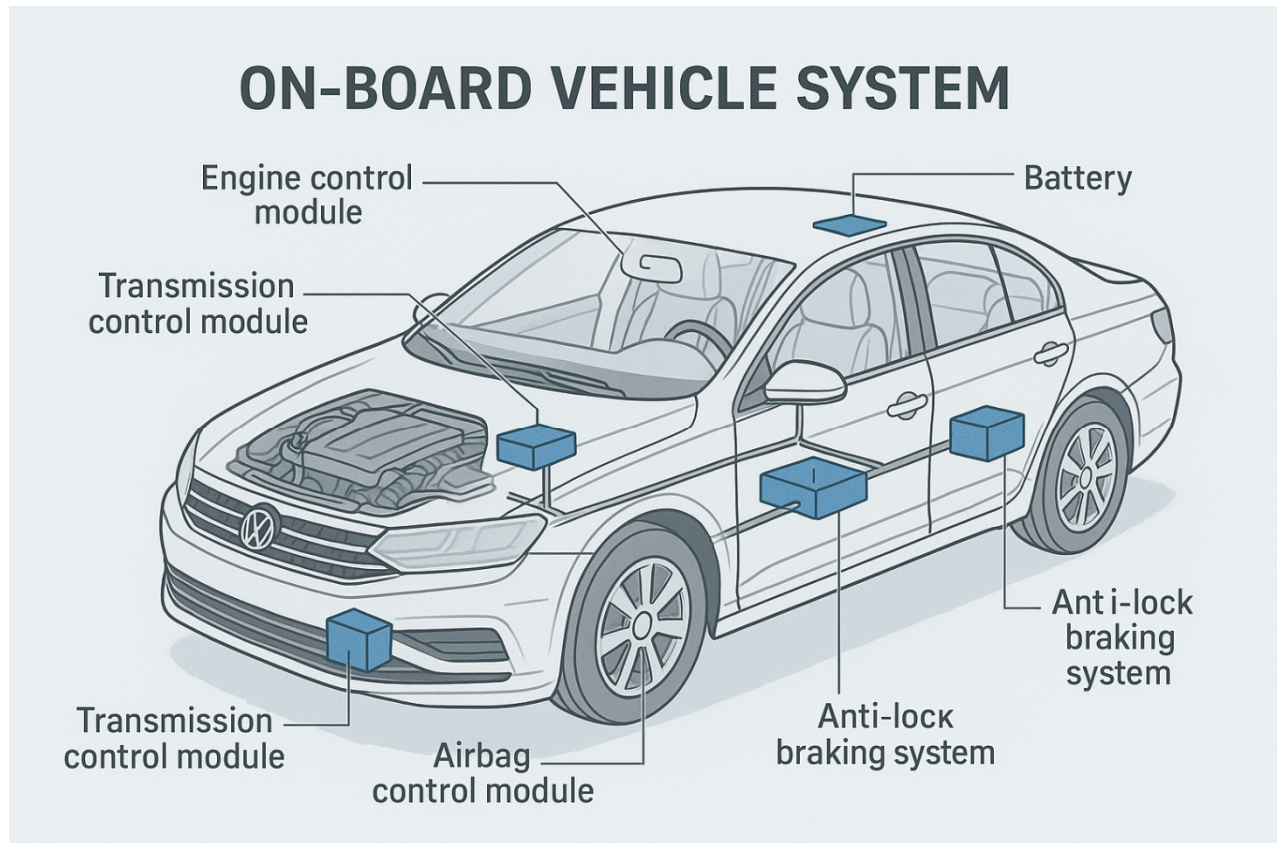 ON-BOARD VEHICLE SYSTEM
Engine control
module
Battery
Transmission
control module
Ant i-lock
braking
system
Transmission
control module
Airbag
control module
Anti-lock
braking system